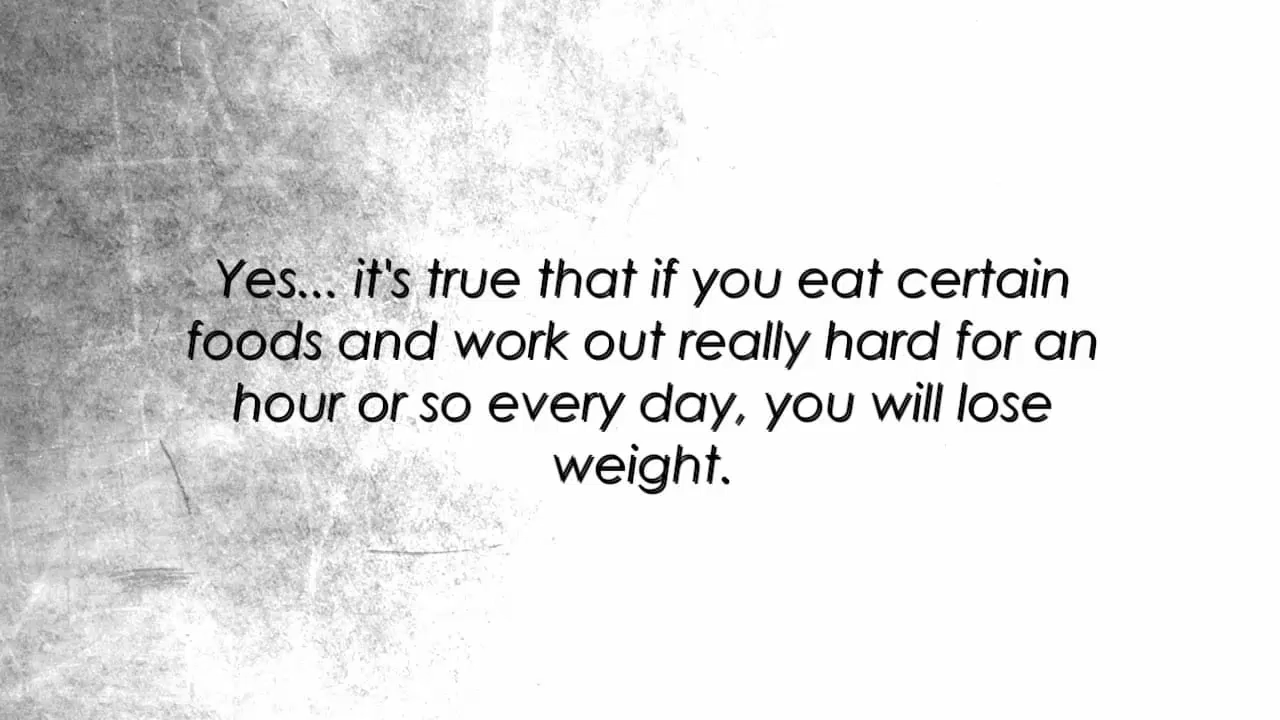 Yes... it's true that if you eat certain
foods and work out really hard for an
hour or so every day, you will lose
weight.